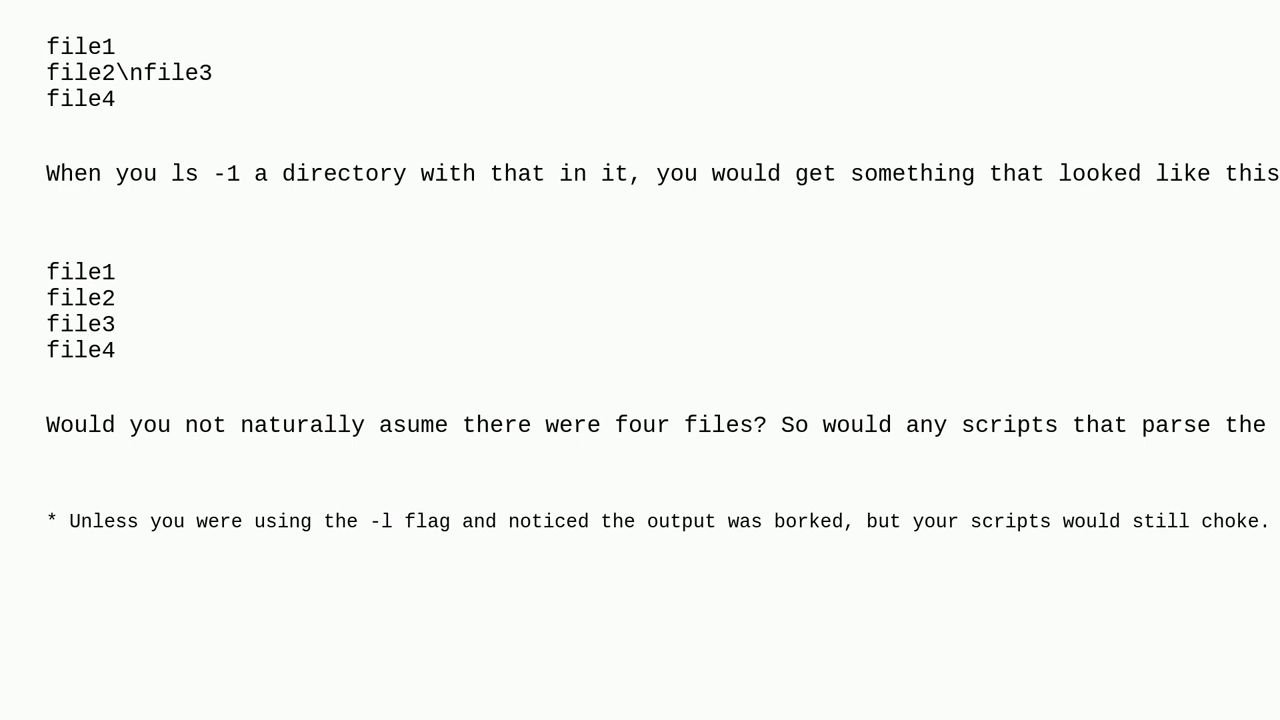 file1
file2\nfile3
file4
When you ls -1 a directory with that in it, you would get something that looked like this
file1
file2
file3
file4
Would you not naturally asume there were four files? So would any scripts that parse the
* Unless you were using the -l flag and noticed the output was borked, but your scripts would still choke.